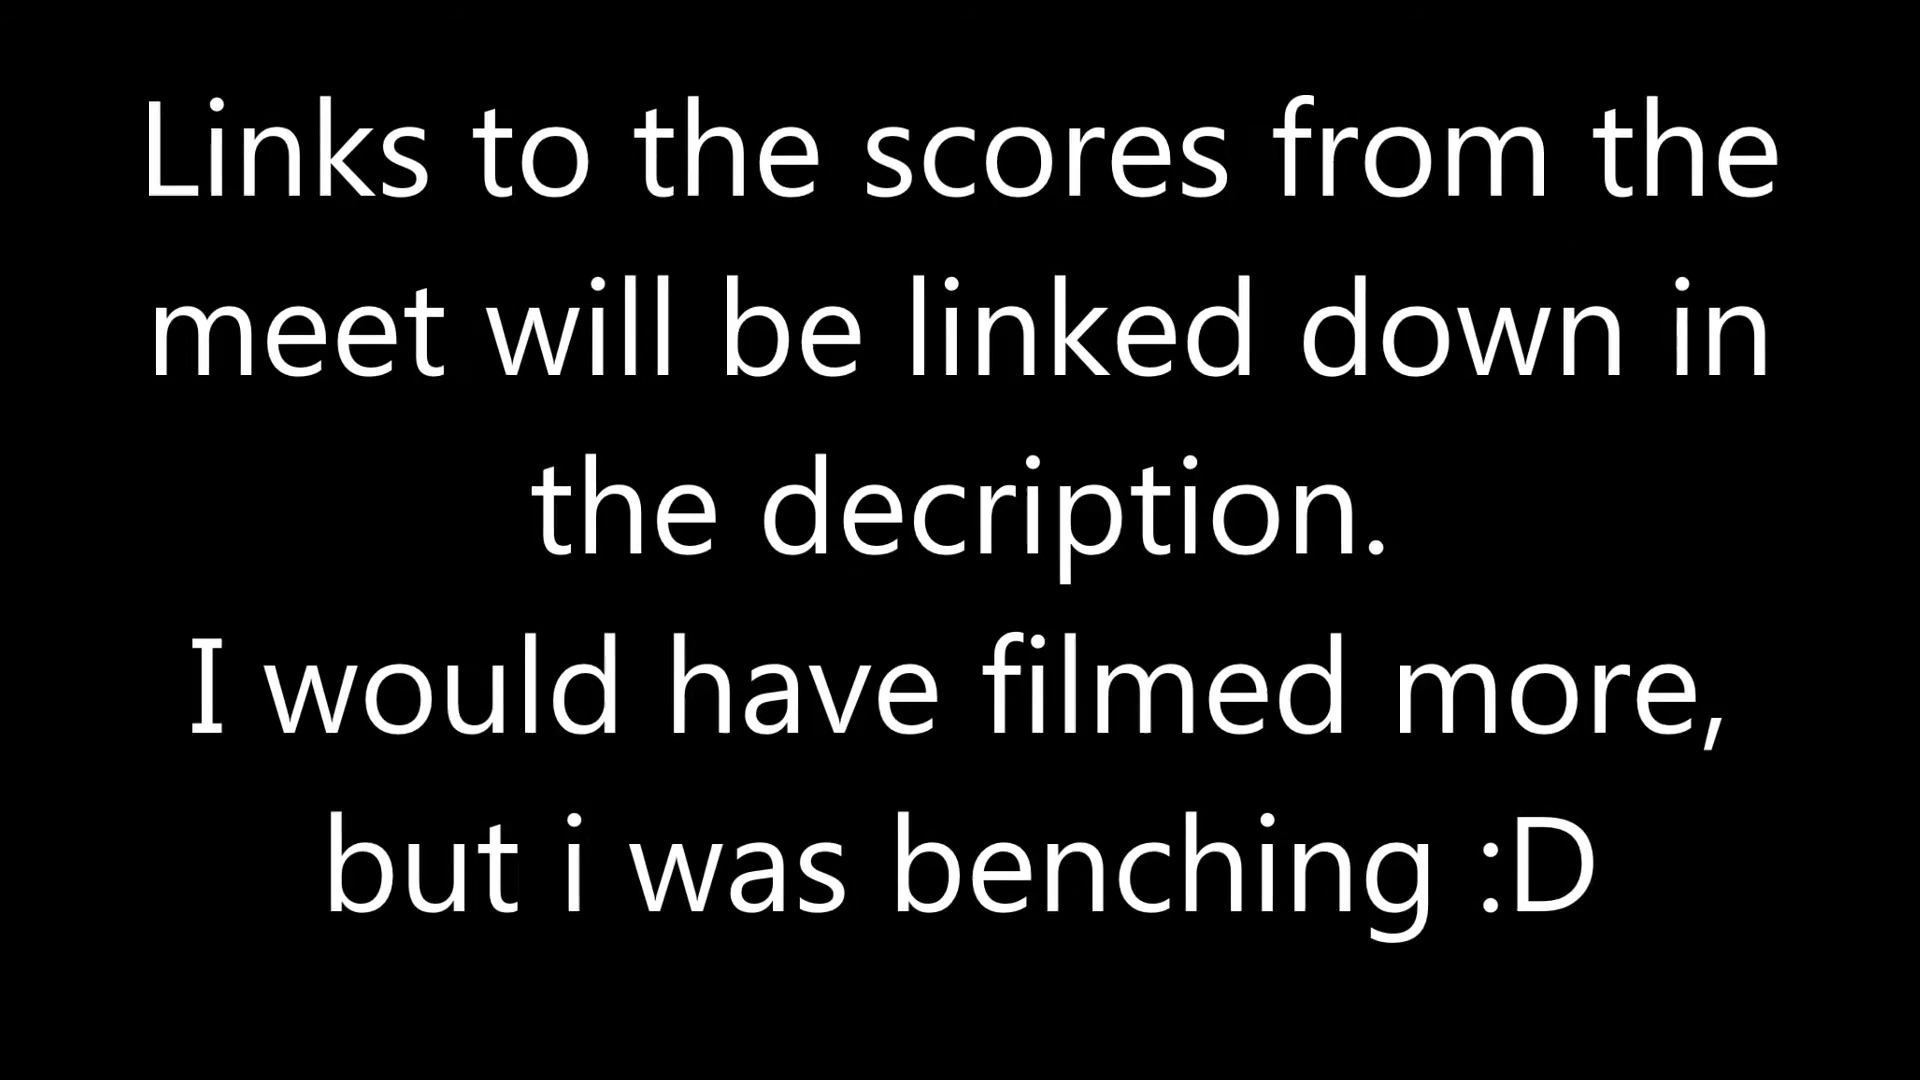 Links to the scores from the
meet will be linked down in
the decription.
I would have filmed more,
but i was benching :D